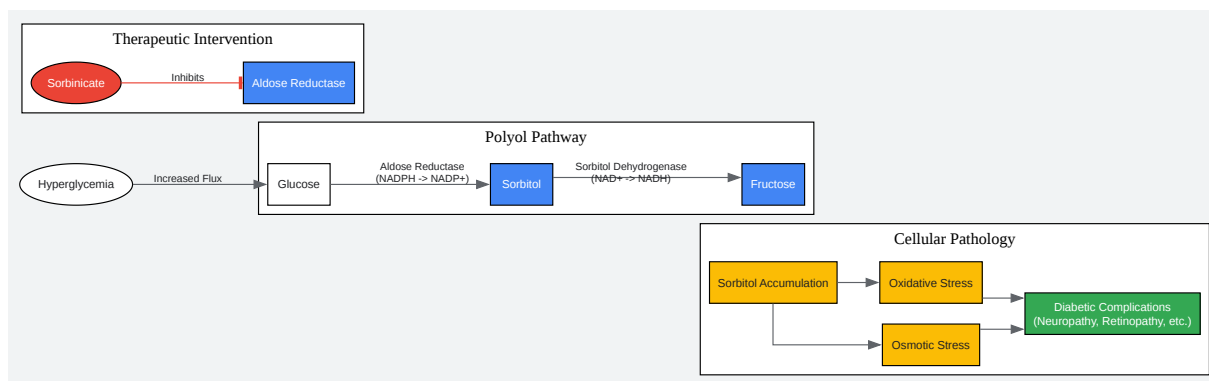 Therapeutic Intervention
Sorbinicate
Inhibits
Aldose Reductase
Polyol Pathway
Hyperglycemia
Increased Flux
Glucose
Aldose Reductase
(NADPH -> NADP+)
Sorbitol
Sorbitol Dehydrogenase
(NAD+ -> NADH)
Fructose
Cellular Pathology
Sorbitol Accumulation
Oxidative Stress
Osmotic Stress
Diabetic Complications
(Neuropathy, Retinopathy, etc.)